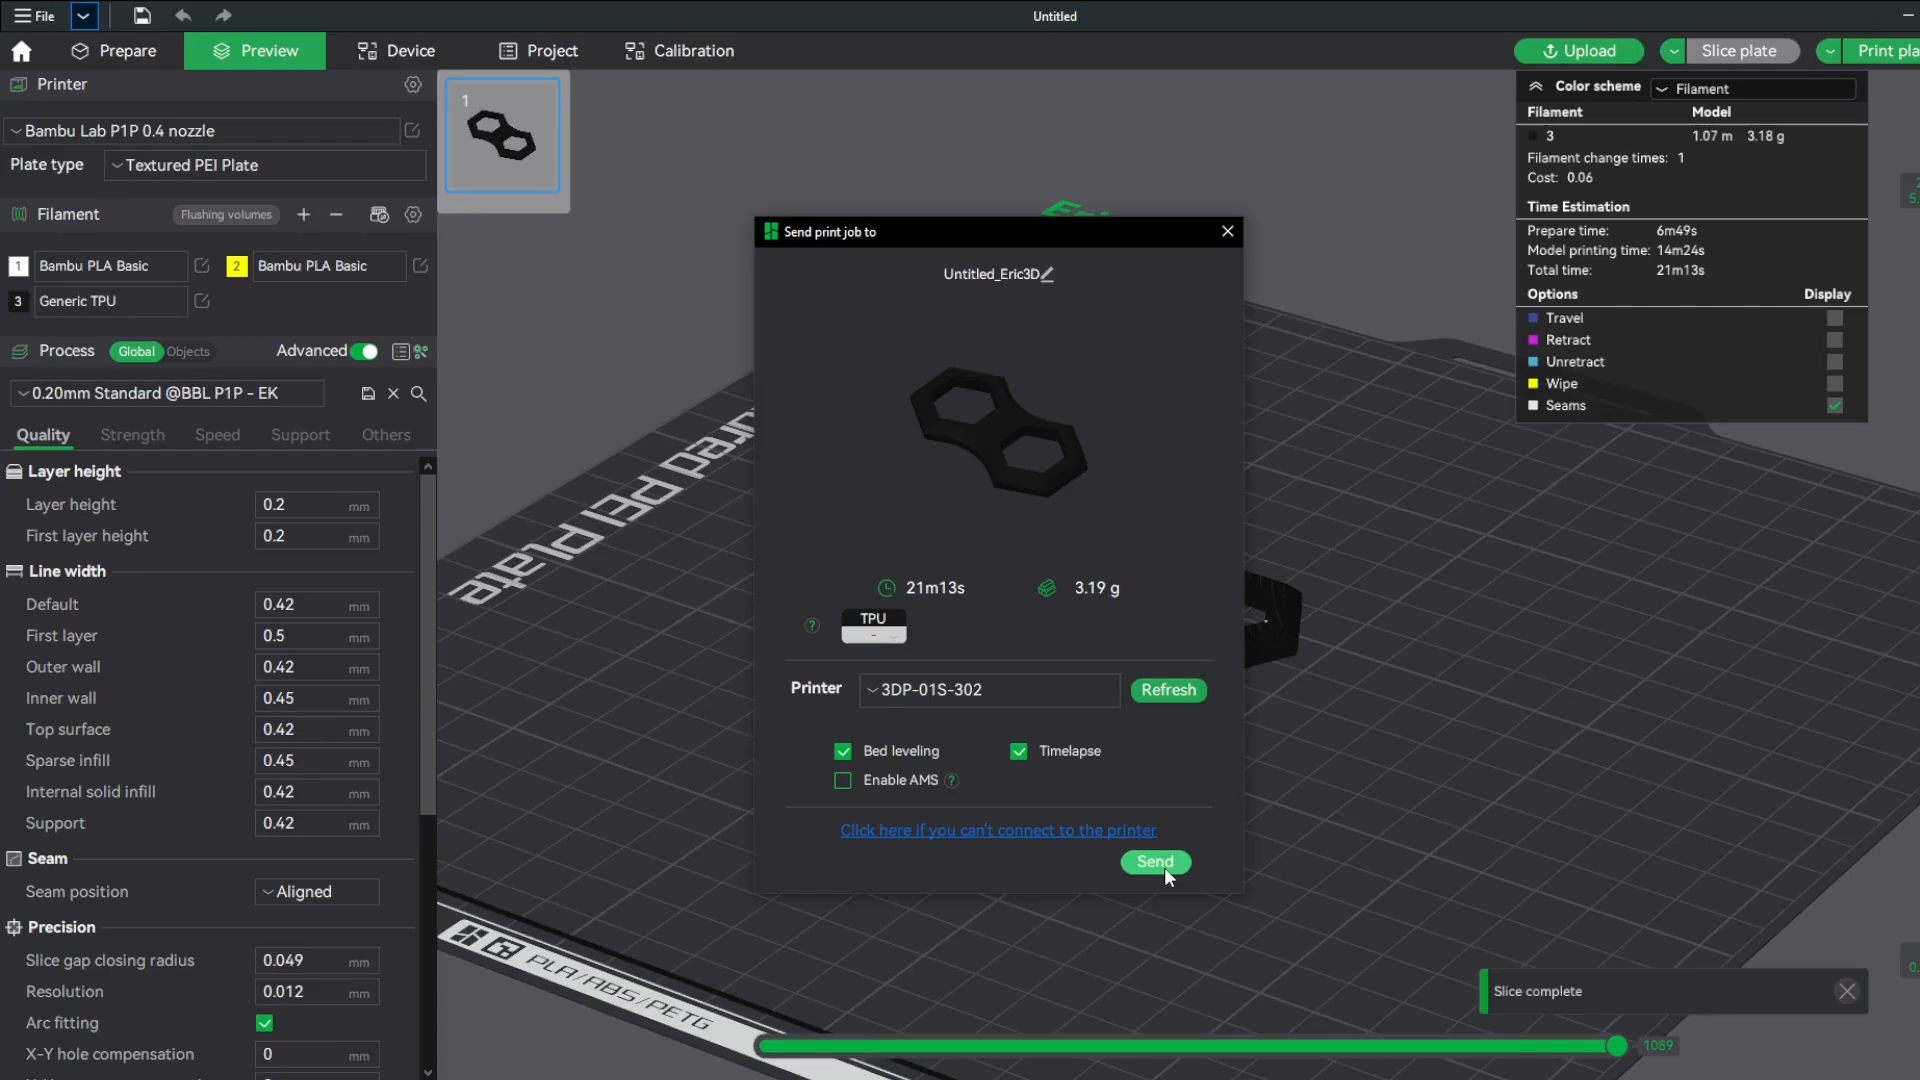 File
Untitled
Prepare
Preview
Device
Project
Calibration
Upload
Slice plate
Print pla
Printer
Bambu Lab P1P 0.4 nozzle
Plate type
Textured PEI Plate
Filament
Flushing volumes
1 Bambu PLA Basic
2 Bambu PLA Basic
3 Generic TPU
Process
Global
Objects
Advanced
0.20mm Standard @BBL P1P - EK
Quality
Strength
Speed
Support
Others
Layer height
Layer height 0.2 mm
First layer height 0.2 mm
Line width
Default 0.42 mm
First layer 0.5 mm
Outer wall 0.42 mm
Inner wall 0.45 mm
Top surface 0.42 mm
Sparse infill 0.45 mm
Internal solid infill 0.42 mm
Support 0.42 mm
Seam
Seam position Aligned
Precision
Slice gap closing radius 0.049 mm
Resolution 0.012 mm
Arc fitting
X-Y hole compensation 0 mm
1
Send print job to
Untitled_Eric3D
21m13s
3.19 g
?
TPU
-
Printer
3DP-01S-302
Refresh
Bed leveling
Timelapse
Enable AMS ?
Click here if you can't connect to the printer
Send
Color scheme Filament
Filament Model
3 1.07 m 3.18 g
Filament change times: 1
Cost: 0.06
Time Estimation
Prepare time: 6m49s
Model printing time: 14m24s
Total time: 21m13s
Options Display
Travel
Retract
Unretract
Wipe
Seams
PEI Plate
PLA/ABS/PETG
Slice complete
1089